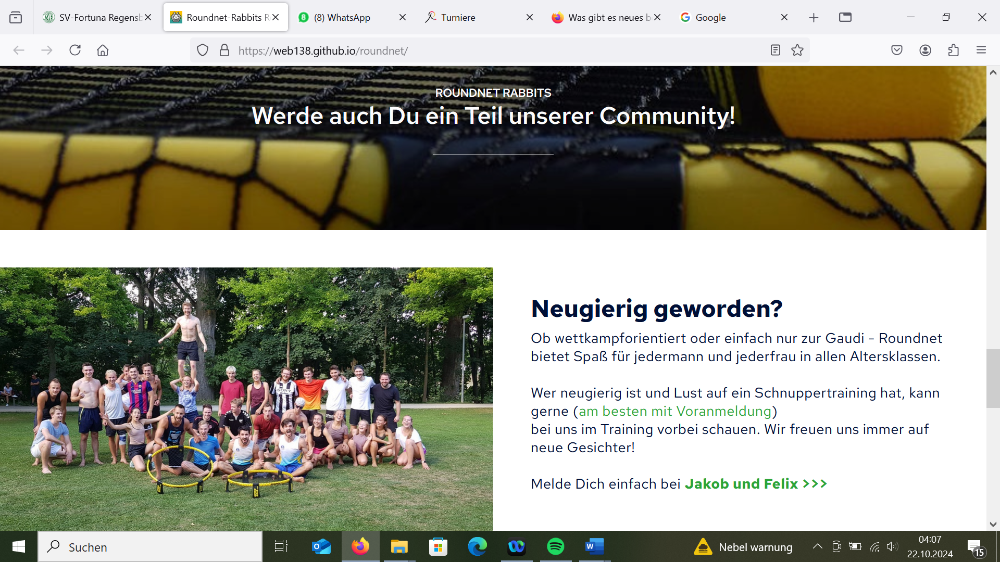 SV-Fortuna Regensb
Roundnet-Rabbits R
(8) WhatsApp
Turniere
Was gibt es neues b
Google
https://web138.github.io/roundnet/
ROUNDNET RABBITS
Werde auch Du ein Teil unserer Community!
Neugierig geworden?
Ob wettkampforientiert oder einfach nur zur Gaudi - Roundnet
bietet Spaß für jedermann und jederfrau in allen Altersklassen.
Wer neugierig ist und Lust auf ein Schnuppertraining hat, kann
gerne (am besten mit Voranmeldung)
bei uns im Training vorbei schauen. Wir freuen uns immer auf
neue Gesichter!
Melde Dich einfach bei Jakob und Felix >>>
SONY
QATAR
Suchen
Nebel warnung
04:07
22.10.2024
15